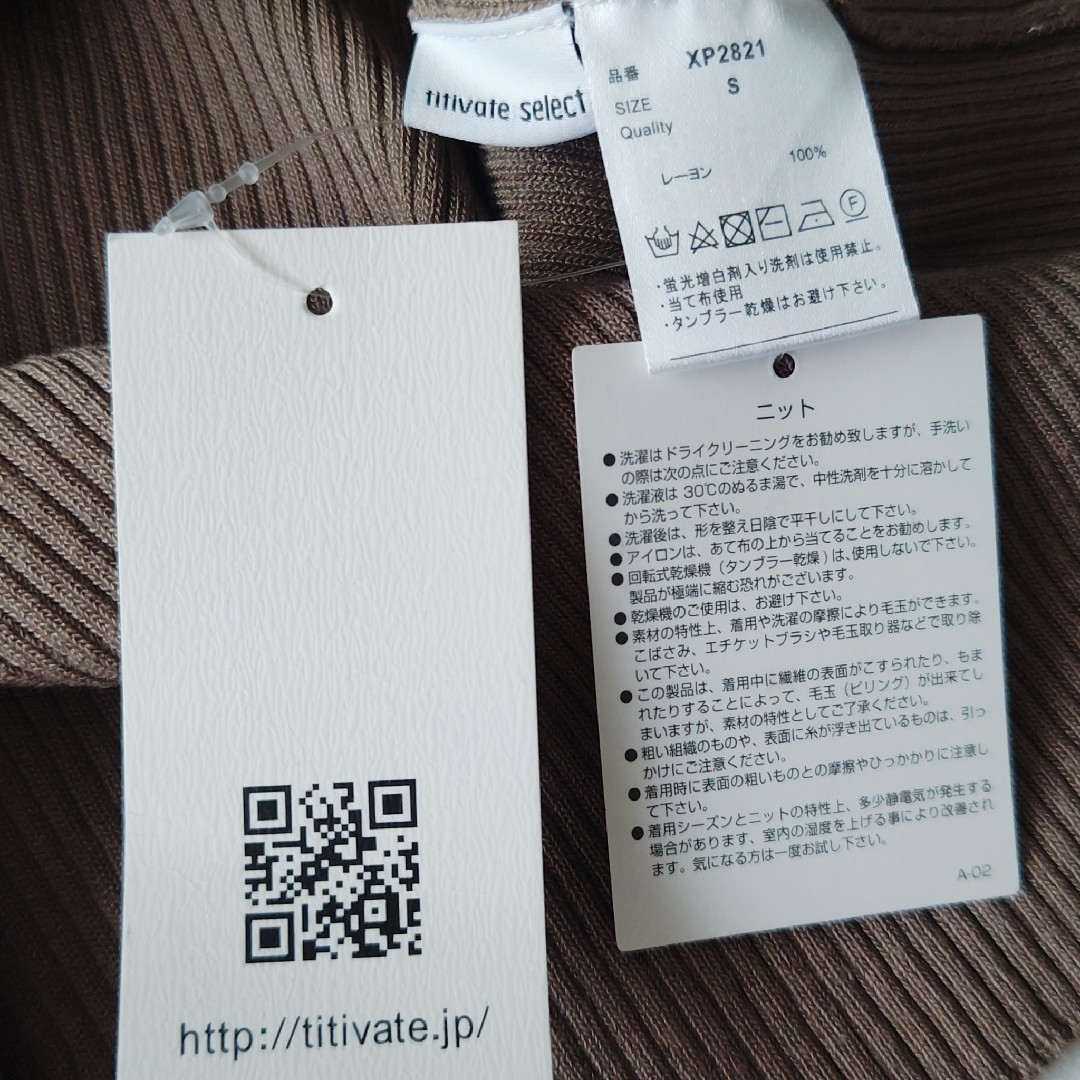 titivate select
品番 XP2821
SIZE S
Quality
レーヨン 100%
F
・蛍光増白剤入り洗剤は使用禁止。
・当て布使用
・タンブラー乾燥はお避け下さい。
ニット
●洗濯はドライクリーニングをお勧め致しますが、手洗い
の際は次の点にご注意ください。
●洗濯液は 30℃のぬるま湯で、中性洗剤を十分に溶かして
から洗って下さい。
●洗濯後は、形を整え日陰で平干しにして下さい。
●アイロンは、あて布の上から当てることをお勧めします。
●回転式乾燥機（タンブラー乾燥）は、使用しないで下さい。
製品が極端に縮む恐れがございます。
●乾燥機のご使用は、お避け下さい。
●素材の特性上、着用や洗濯の摩擦により毛玉ができます。
こばさみ、エチケットブラシや毛玉取り器などで取り除
いて下さい。
●この製品は、着用中に繊維の表面がこすられたり、もま
れたりすることによって、毛玉（ピリング）が出来てし
まいますが、素材の特性としてご了承ください。
●粗い組織のものや、表面に糸が浮き出ているものは、引っ
かけにご注意ください。
●着用時に表面の粗いものとの摩擦やひっかかりに注意し
て下さい。
●着用シーズンとニットの特性上、多少静電気が発生する
場合があります、室内の湿度を上げる事により改善され
ます。気になる方は一度お試し下さい。
A-02
http://titivate.jp/